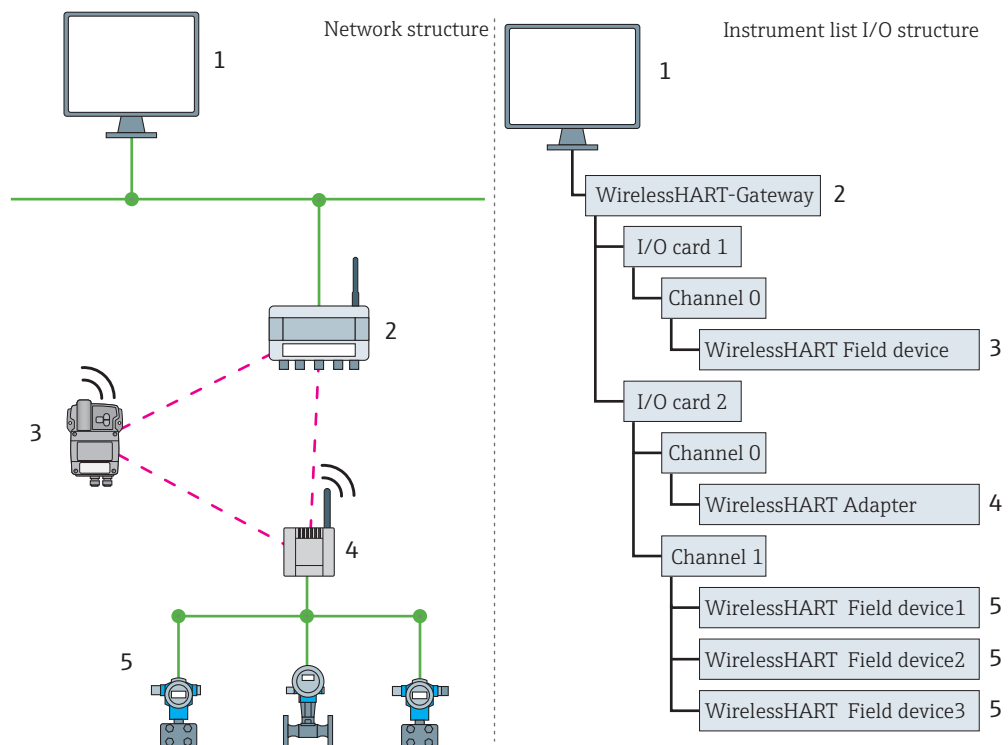 Network structure
1
2
3
4
5
Instrument list I/O structure
1
WirelessHART-Gateway 2
I/O card 1
Channel 0
WirelessHART Field device 3
I/O card 2
Channel 0
WirelessHART Adapter 4
Channel 1
WirelessHART Field device1 5
WirelessHART Field device2 5
WirelessHART Field device3 5